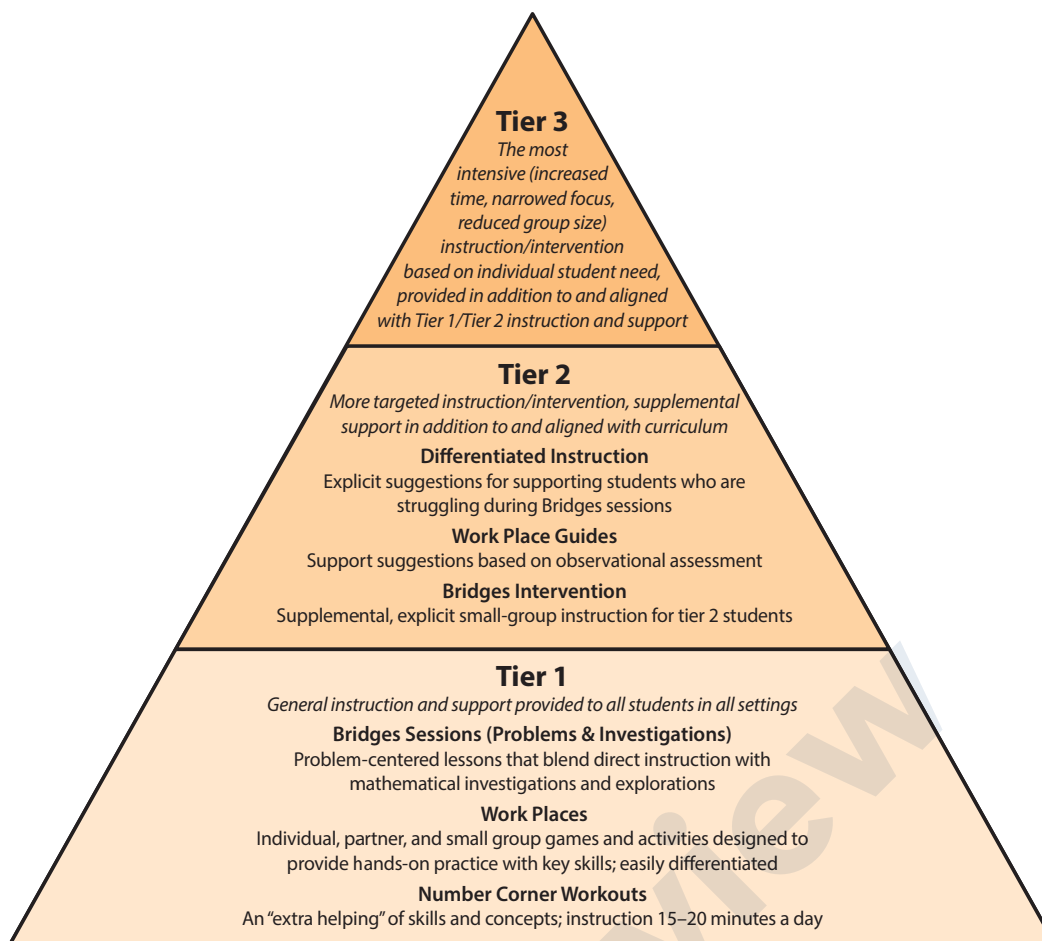 Tier 3
The most
intensive (increased
time, narrowed focus,
reduced group size)
instruction/intervention
based on individual student need,
provided in addition to and aligned
with Tier 1/Tier 2 instruction and support
Tier 2
More targeted instruction/intervention, supplemental
support in addition to and aligned with curriculum
Differentiated Instruction
Explicit suggestions for supporting students who are
struggling during Bridges sessions
Work Place Guides
Support suggestions based on observational assessment
Bridges Intervention
Supplemental, explicit small-group instruction for tier 2 students
Tier 1
General instruction and support provided to all students in all settings
Bridges Sessions (Problems & Investigations)
Problem-centered lessons that blend direct instruction with
mathematical investigations and explorations
Work Places
Individual, partner, and small group games and activities designed to
provide hands-on practice with key skills; easily differentiated
Number Corner Workouts
An “extra helping” of skills and concepts; instruction 15–20 minutes a day
view